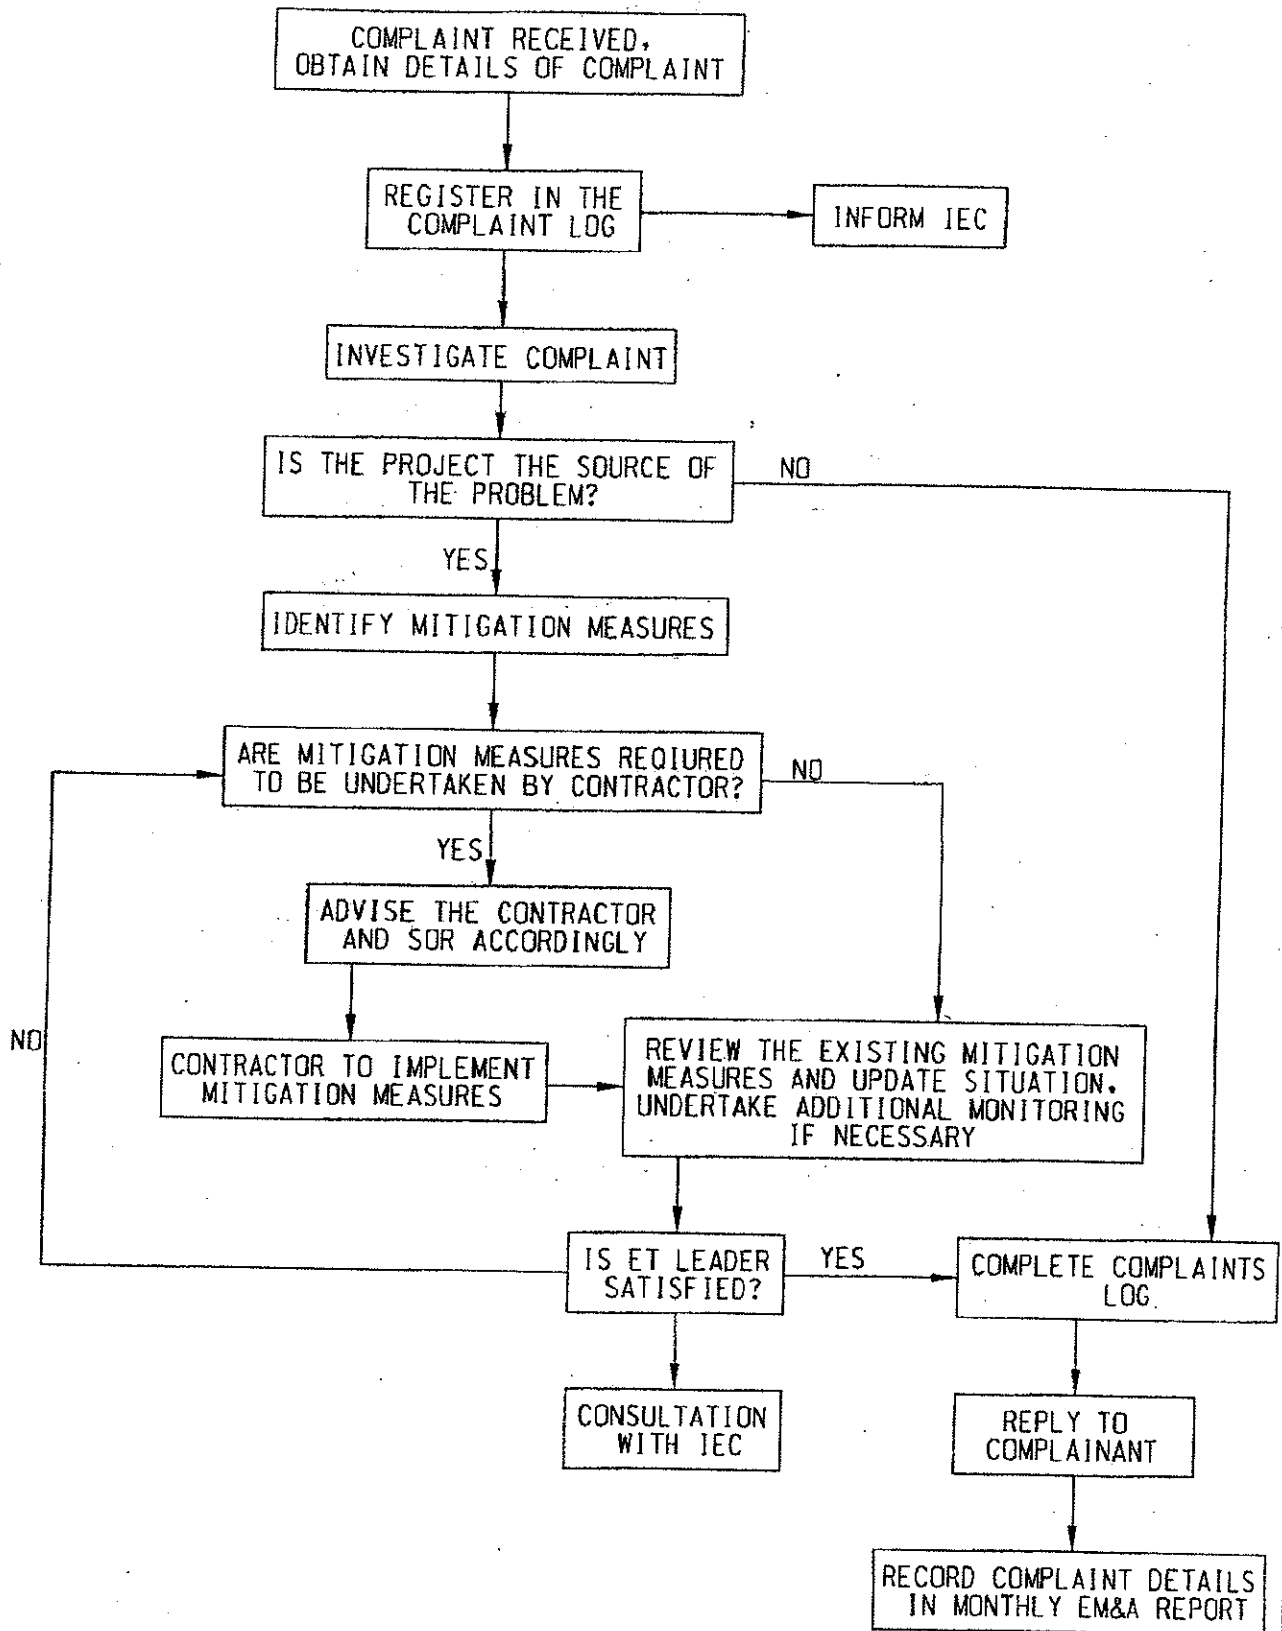 COMPLAINT RECEIVED,
OBTAIN DETAILS OF COMPLAINT
REGISTER IN THE
COMPLAINT LOG
INFORM IEC
INVESTIGATE COMPLAINT
IS THE PROJECT THE SOURCE OF
THE PROBLEM?
NO
YES
IDENTIFY MITIGATION MEASURES
ARE MITIGATION MEASURES REQIURED
TO BE UNDERTAKEN BY CONTRACTOR?
NO
YES
ADVISE THE CONTRACTOR
AND SOR ACCORDINGLY
NO
CONTRACTOR TO IMPLEMENT
MITIGATION MEASURES
REVIEW THE EXISTING MITIGATION
MEASURES AND UPDATE SITUATION.
UNDERTAKE ADDITIONAL MONITORING
IF NECESSARY
IS ET LEADER
SATISFIED?
YES
COMPLETE COMPLAINTS
LOG.
CONSULTATION
WITH IEC
REPLY TO
COMPLAINANT
RECORD COMPLAINT DETAILS
IN MONTHLY EM&A REPORT